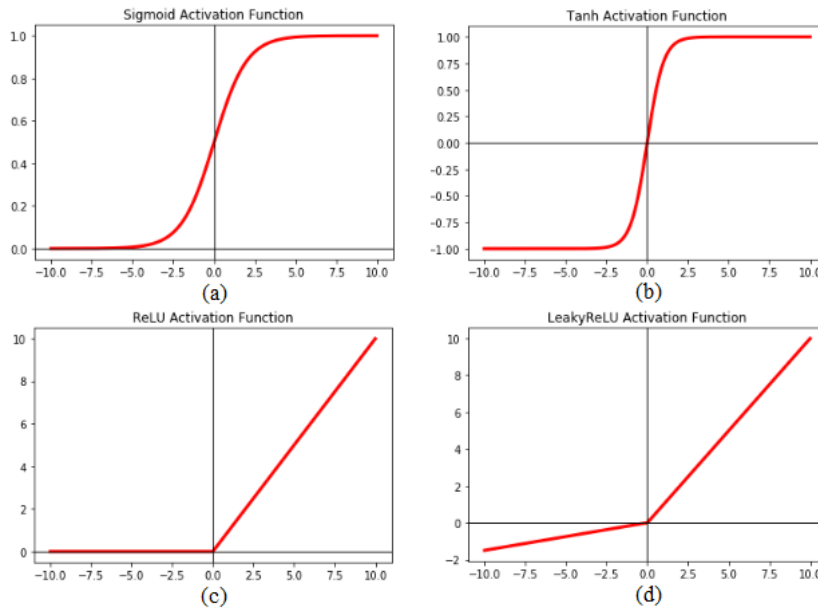 Sigmoid Activation Function
1.0
0.8
0.6
0.4
0.2
0.0
−10.0 −7.5 −5.0 −2.5 0.0 2.5 5.0 7.5 10.0
(a)
Tanh Activation Function
1.00
0.75
0.50
0.25
0.00
−0.25
−0.50
−0.75
−1.00
−10.0 −7.5 −5.0 −2.5 0.0 2.5 5.0 7.5 10.0
(b)
ReLU Activation Function
10
8
6
4
2
0
−10.0 −7.5 −5.0 −2.5 0.0 2.5 5.0 7.5 10.0
(c)
LeakyReLU Activation Function
10
8
6
4
2
0
−2
−10.0 −7.5 −5.0 −2.5 0.0 2.5 5.0 7.5 10.0
(d)